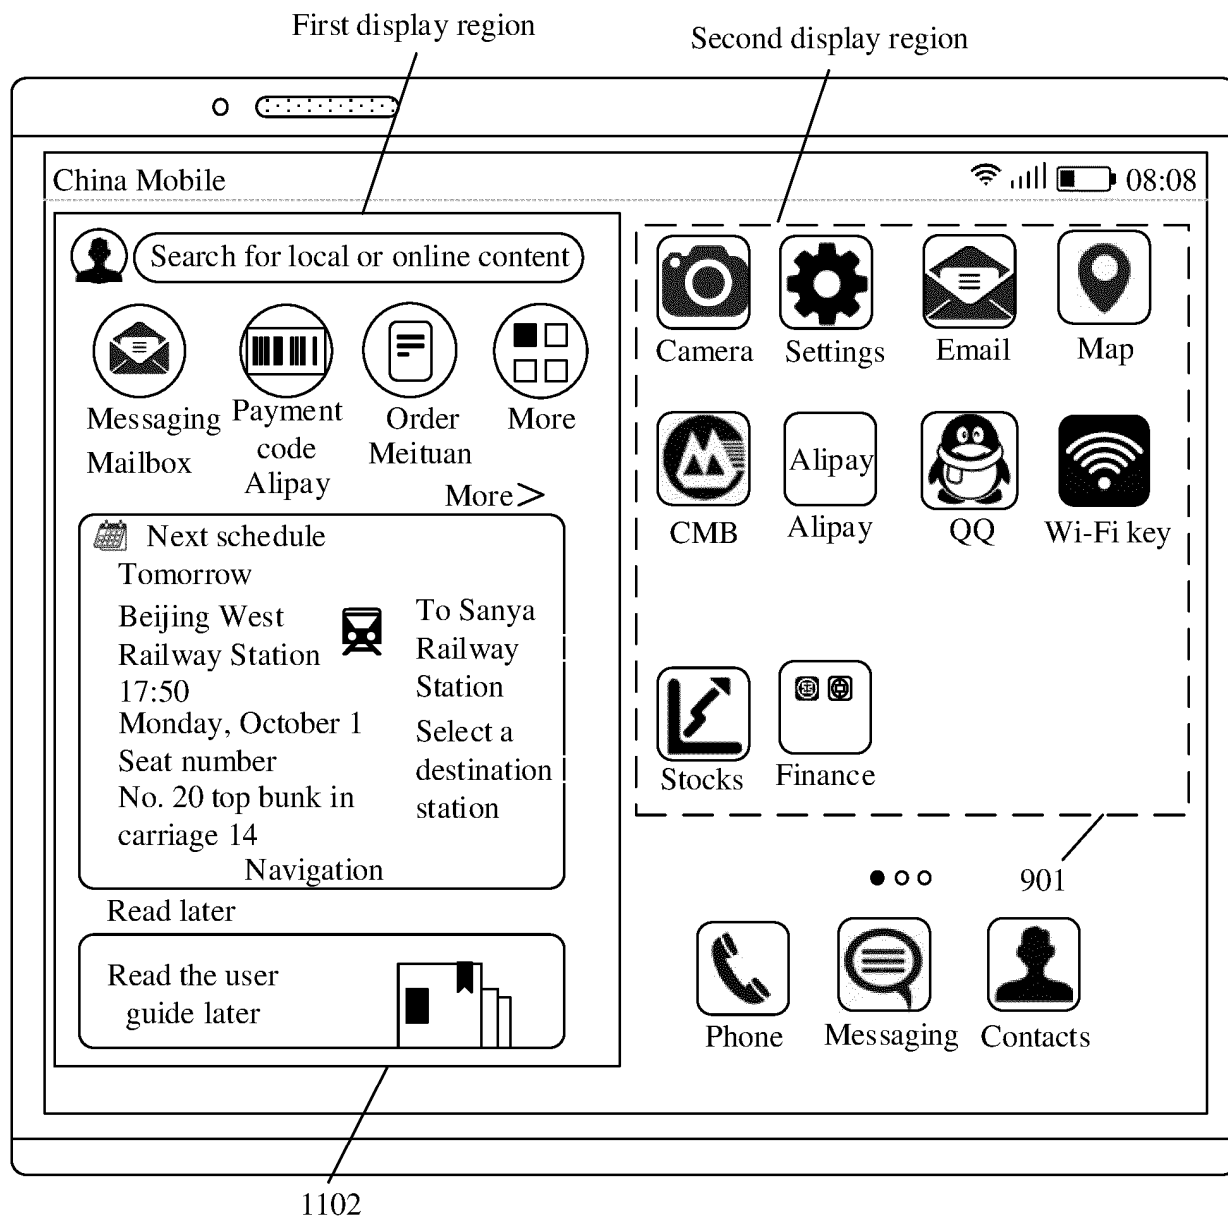 First display region
Second display region
China Mobile
08:08
Search for local or online content
Messaging
Mailbox
Payment
code
Alipay
Order
Meituan
More
More>
Next schedule
Tomorrow
Beijing West
Railway Station
17:50
Monday, October 1
Seat number
No. 20 top bunk in
carriage 14
To Sanya
Railway
Station
Select a
destination
station
Navigation
Read later
Read the user
guide later
Camera
Settings
Email
Map
CMB
Alipay
Alipay
QQ
Wi-Fi key
Stocks
Finance
901
Phone
Messaging
Contacts
1102